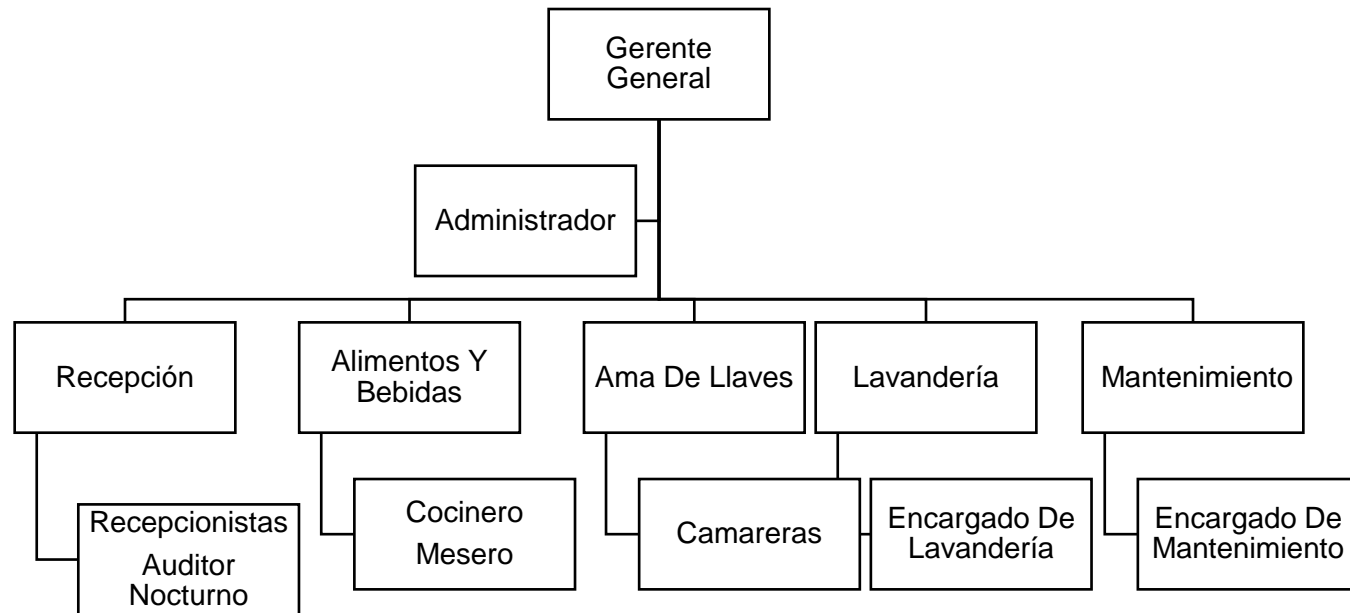 Gerente
General
Administrador
Recepción
Alimentos Y
Bebidas
Ama De Llaves
Lavandería
Mantenimiento
Recepcionistas
Auditor
Nocturno
Cocinero
Mesero
Camareras
Encargado De
Lavandería
Encargado De
Mantenimiento